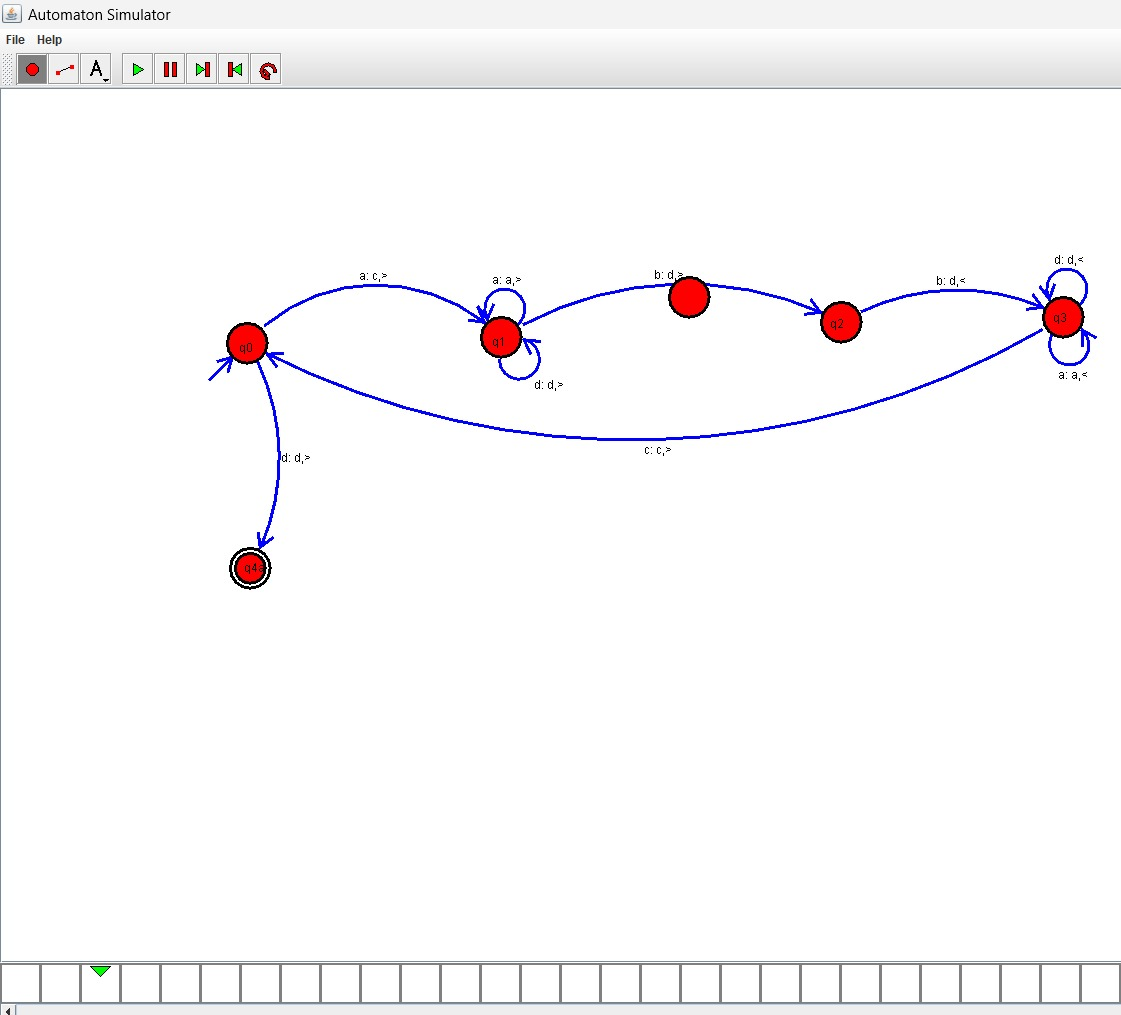 Automaton Simulator
File Help
A
d: d,<
a: c,> a: a,> b: d,> b: d,<
q0 q1 q2 q3
d: d,> a: a,<
c: c,>
d: d,>
q4